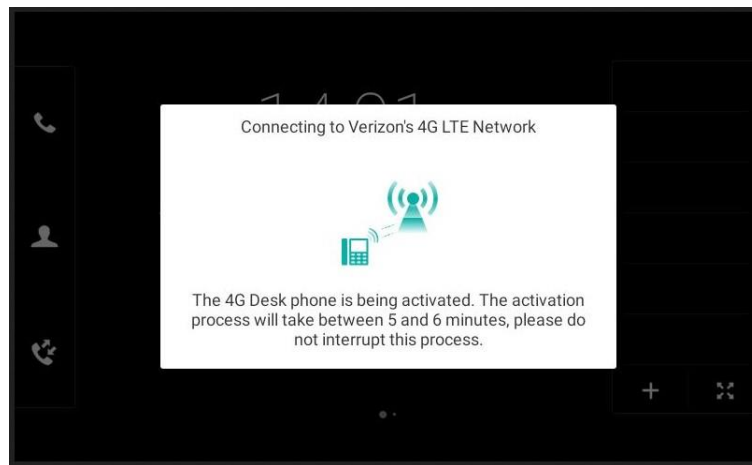 Connecting to Verizon's 4G LTE Network
The 4G Desk phone is being activated. The activation
process will take between 5 and 6 minutes, please do
not interrupt this process.